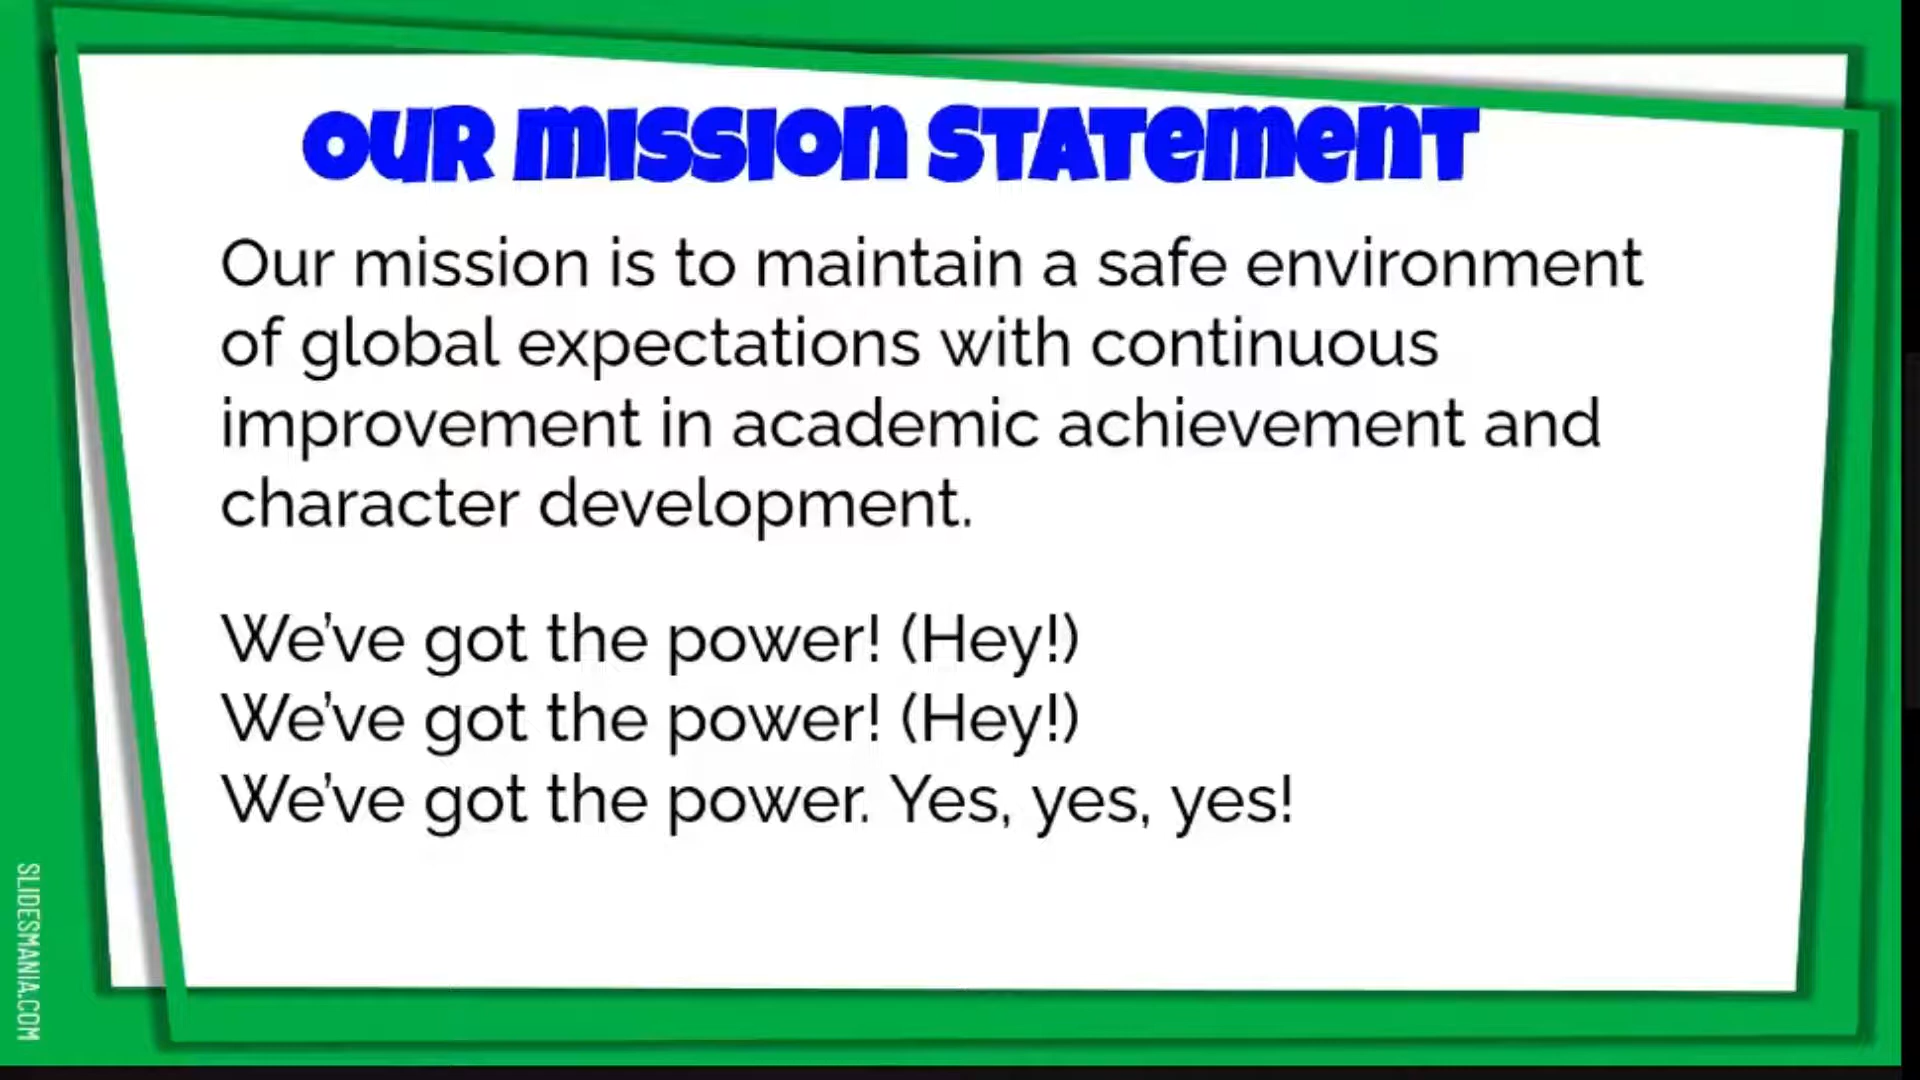 OUR MISSION STATEMENT
Our mission is to maintain a safe environment
of global expectations with continuous
improvement in academic achievement and
character development.
We’ve got the power! (Hey!)
We’ve got the power! (Hey!)
We’ve got the power. Yes, yes, yes!
SLIDESMANIA.COM